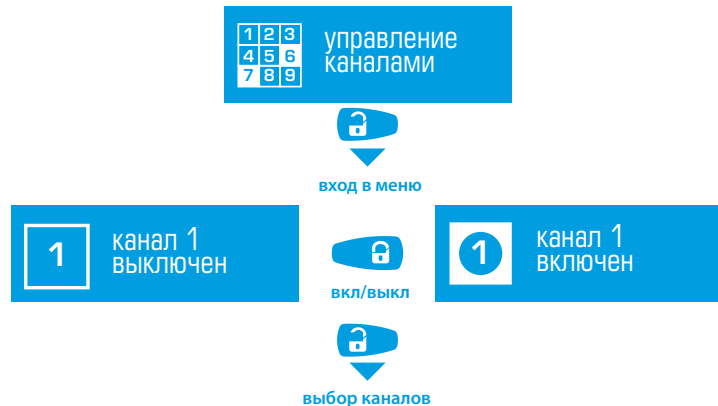 1 2 3
4 5 6
7 8 9
управление
каналами
вход в меню
1
канал 1
выключен
вкл/выкл
1
канал 1
включен
выбор каналов